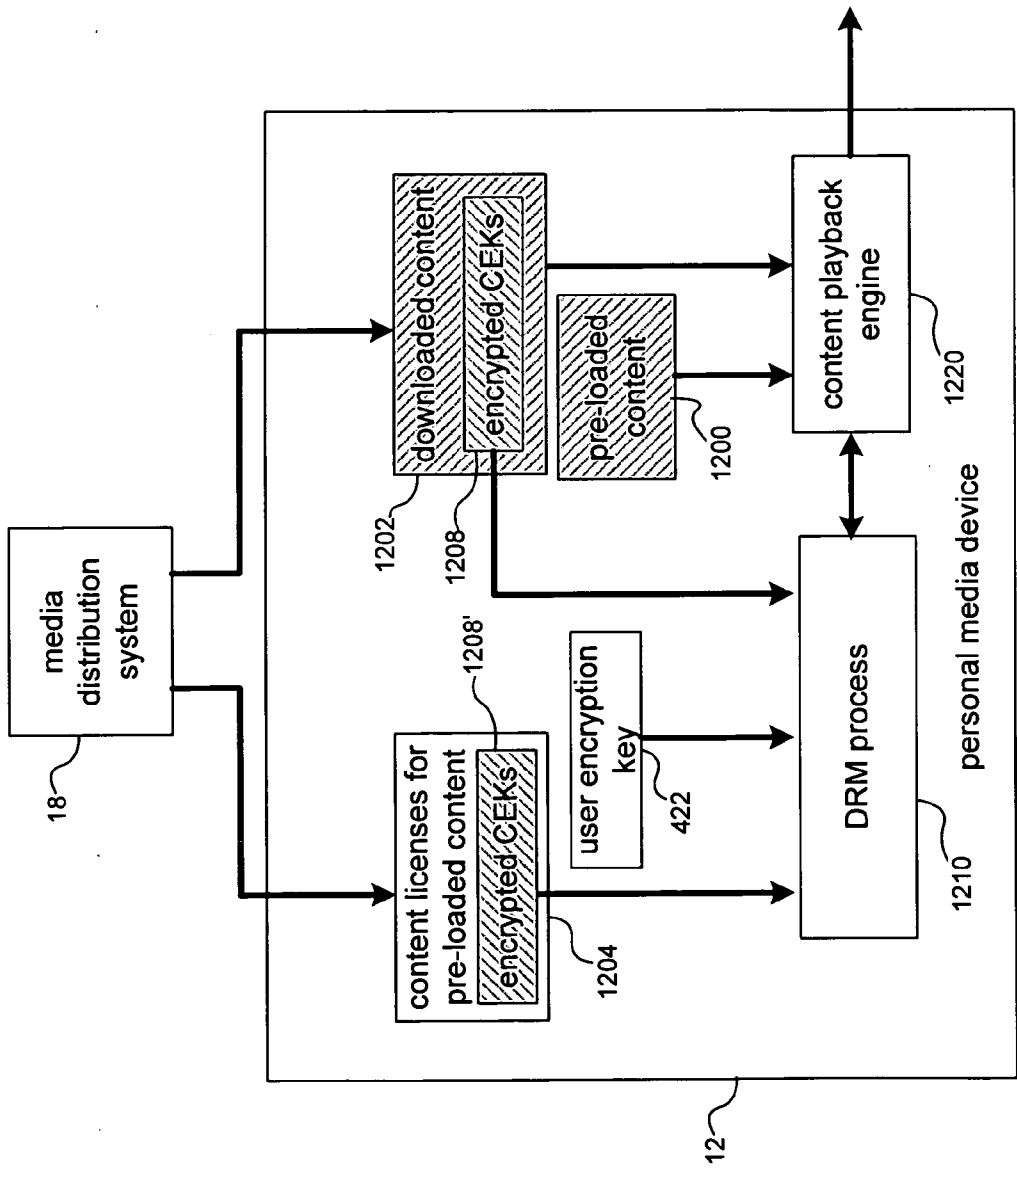 media
distribution
system
18
content licenses for
pre-loaded content
encrypted CEKs
1208'
1204
downloaded content
encrypted CEKs
1202
1208
user encryption
key
422
pre-loaded
content
1200
DRM process
1210
content playback
engine
1220
personal media device
12